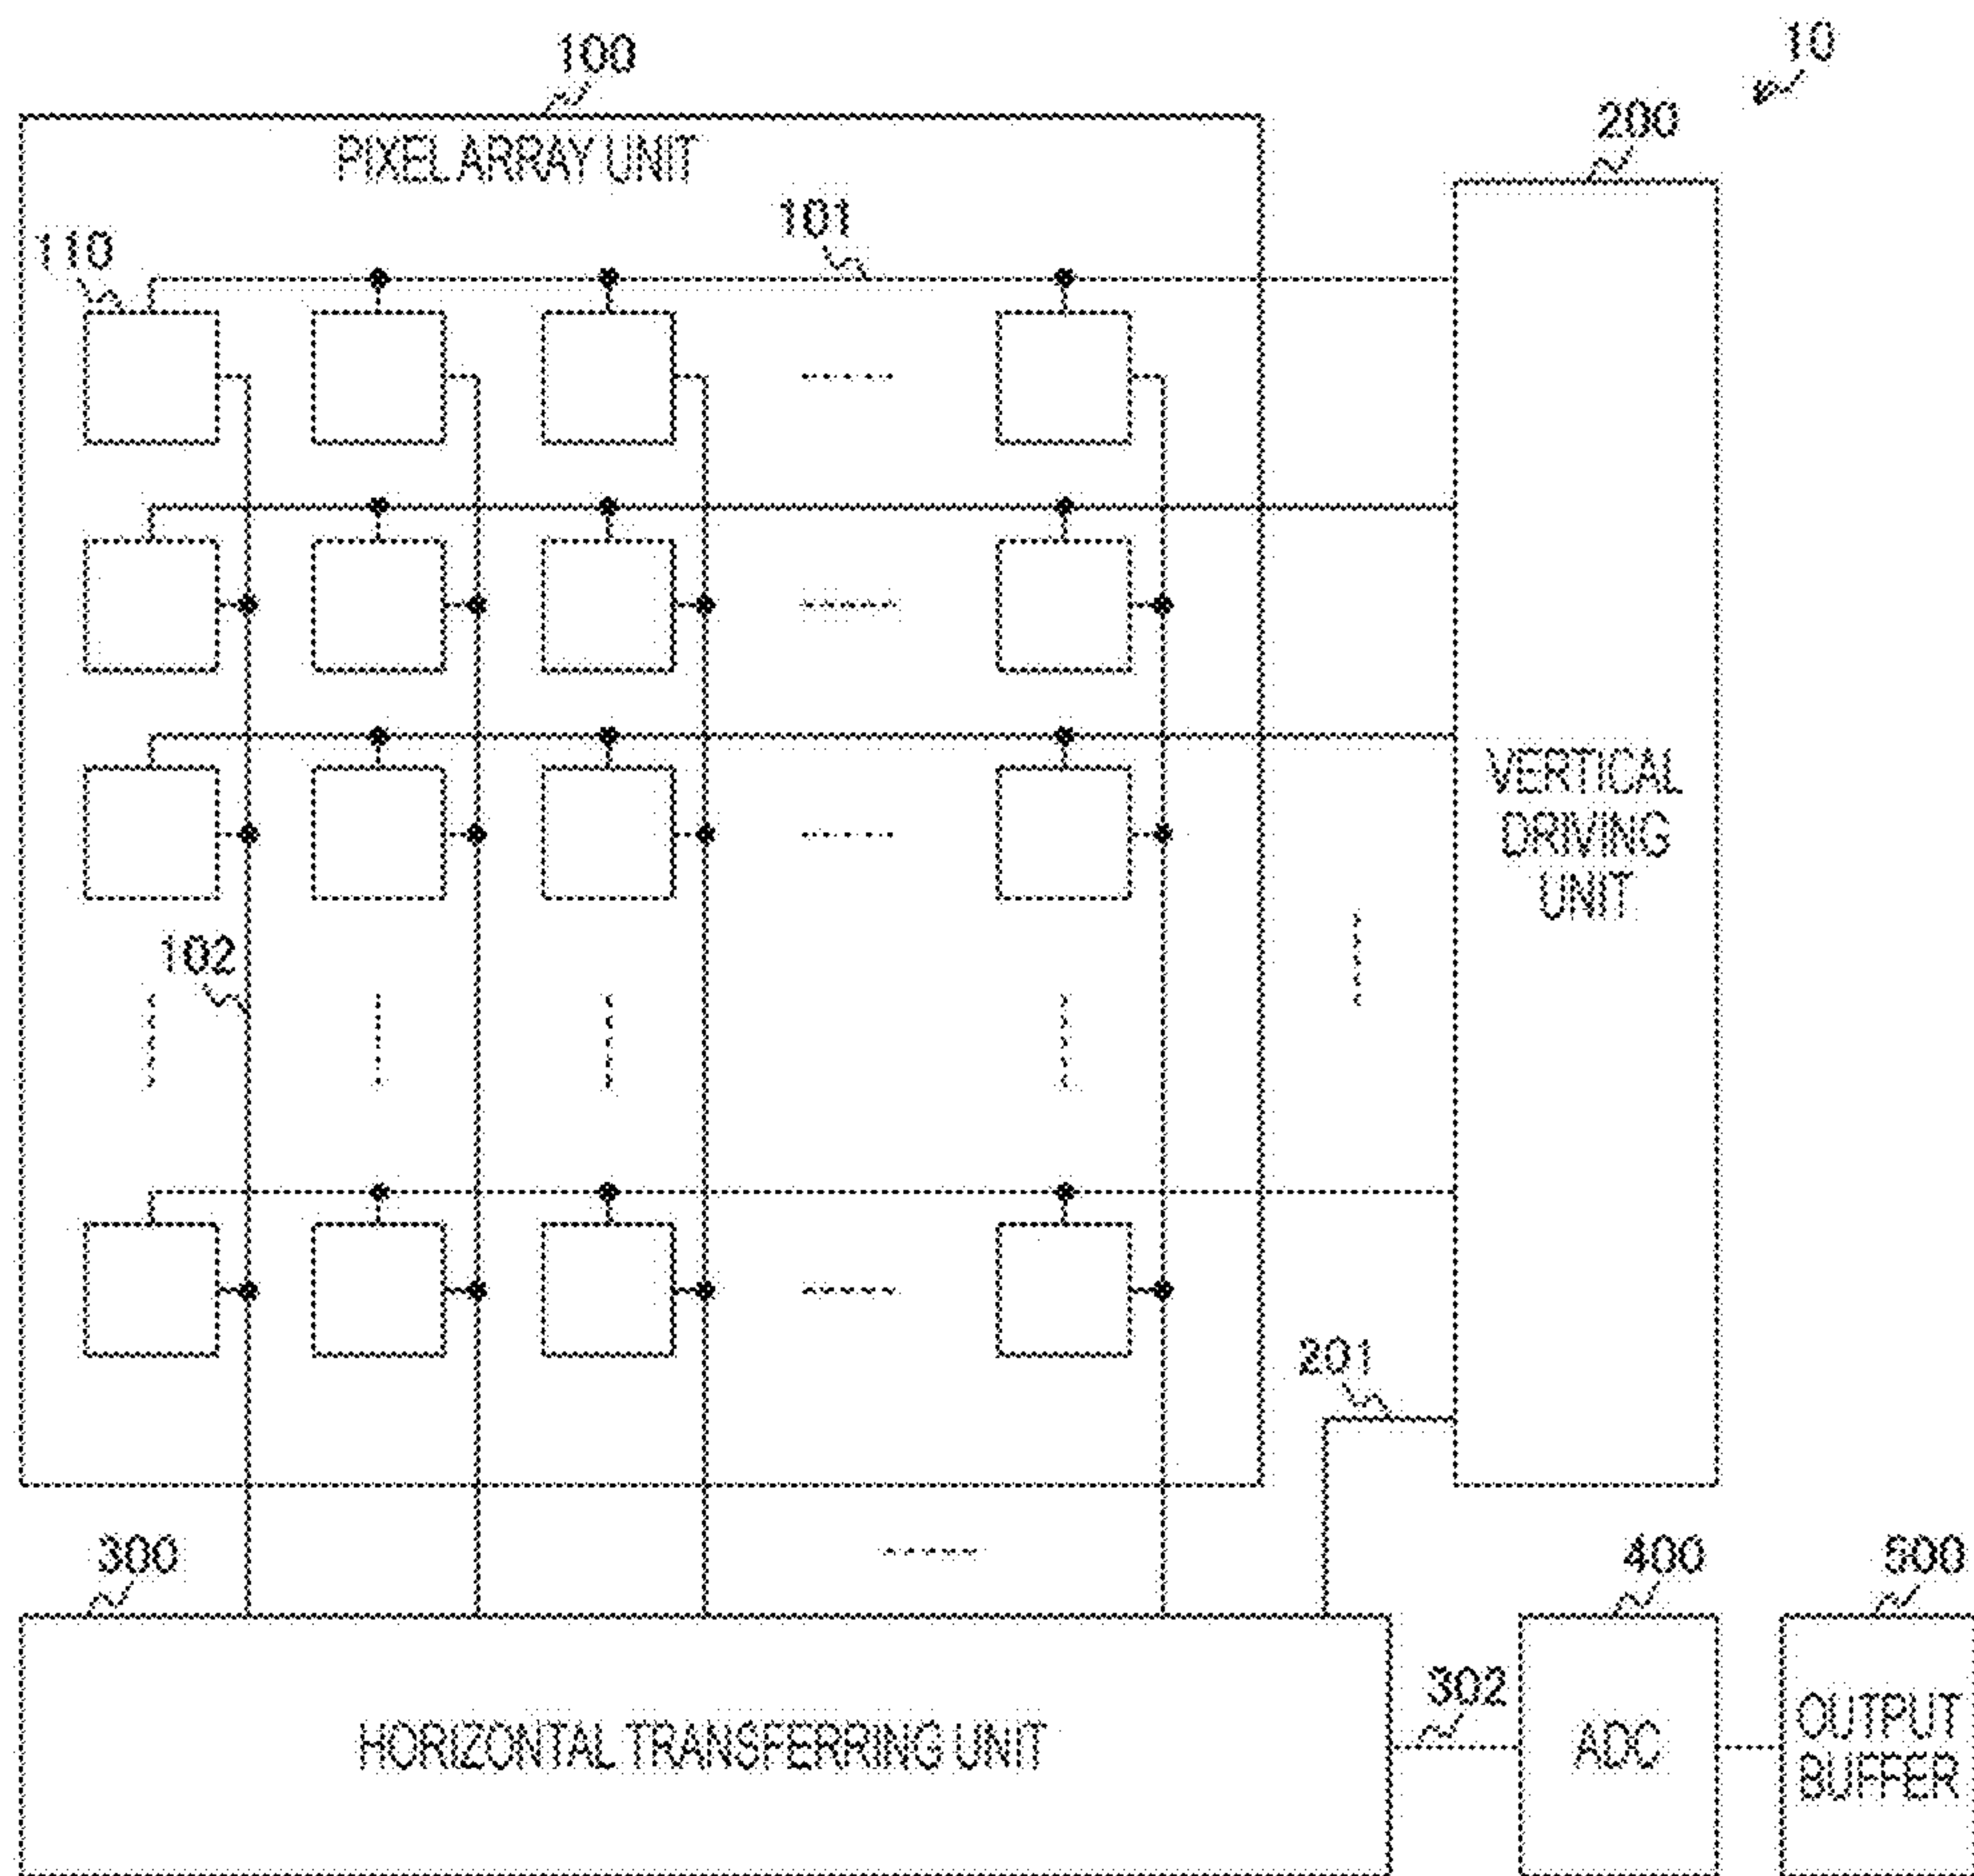 10
100
200
PIXEL ARRAY UNIT
101
110
VERTICAL
DRIVING
UNIT
102
201
300
400
500
302
HORIZONTAL TRANSFERRING UNIT
ADC
OUTPUT
BUFFER